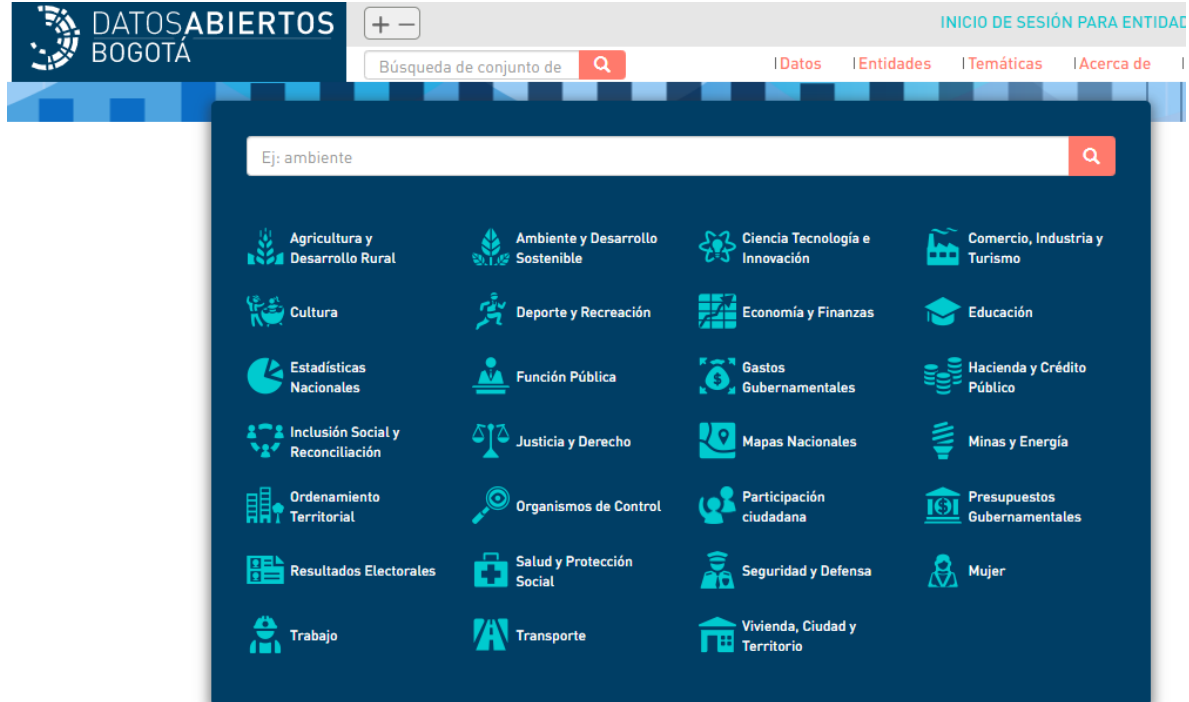 DATOSABIERTOS
BOGOTÁ
+ −
INICIO DE SESIÓN PARA ENTIDAD
Búsqueda de conjunto de
|Datos |Entidades |Temáticas |Acerca de |
Ej: ambiente
Agricultura y
Desarrollo Rural
Ambiente y Desarrollo
Sostenible
Ciencia Tecnología e
Innovación
Comercio, Industria y
Turismo
Cultura
Deporte y Recreación
Economía y Finanzas
Educación
Estadísticas
Nacionales
Función Pública
Gastos
Gubernamentales
Hacienda y Crédito
Público
Inclusión Social y
Reconciliación
Justicia y Derecho
Mapas Nacionales
Minas y Energía
Ordenamiento
Territorial
Organismos de Control
Participación
ciudadana
Presupuestos
Gubernamentales
Resultados Electorales
Salud y Protección
Social
Seguridad y Defensa
Mujer
Trabajo
Transporte
Vivienda, Ciudad y
Territorio